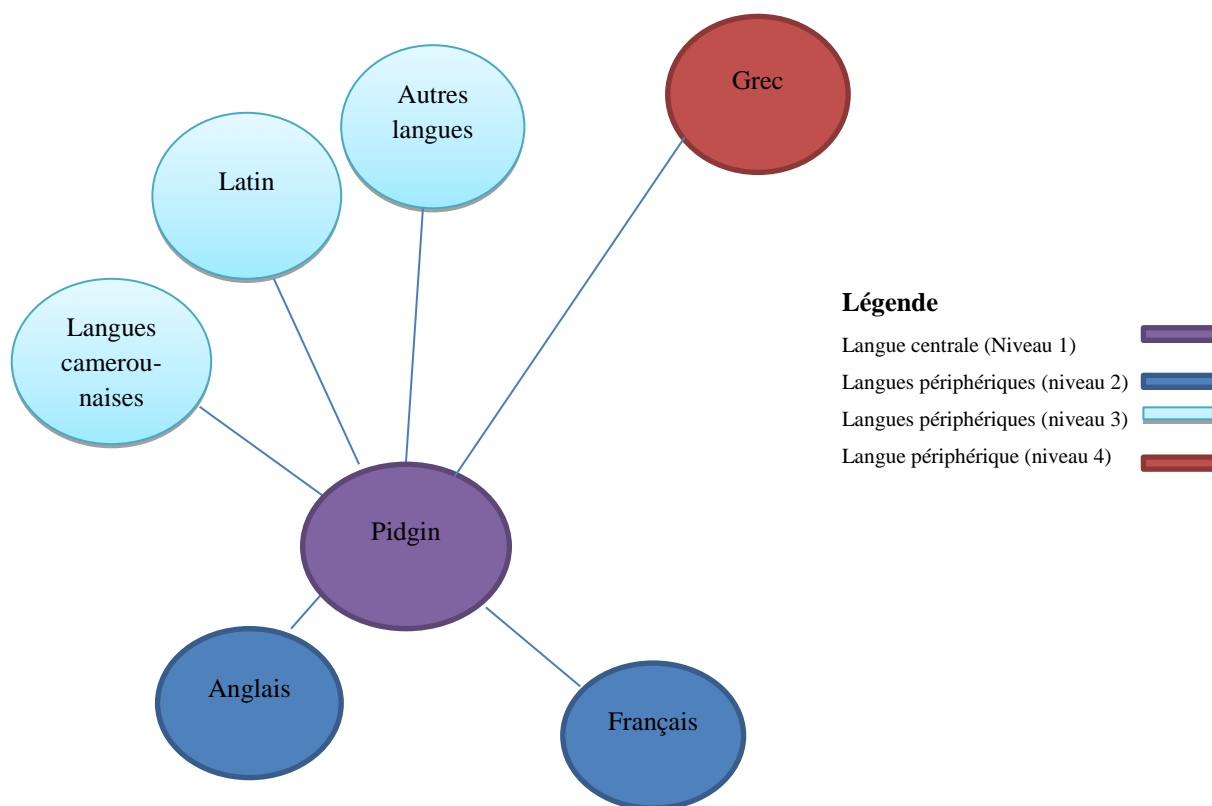 Grec
Autres
langues
Latin
Langues
camerou-
naises
Pidgin
Anglais
Français
Légende
Langue centrale (Niveau 1)
Langues périphériques (niveau 2)
Langues périphériques (niveau 3)
Langue périphérique (niveau 4)